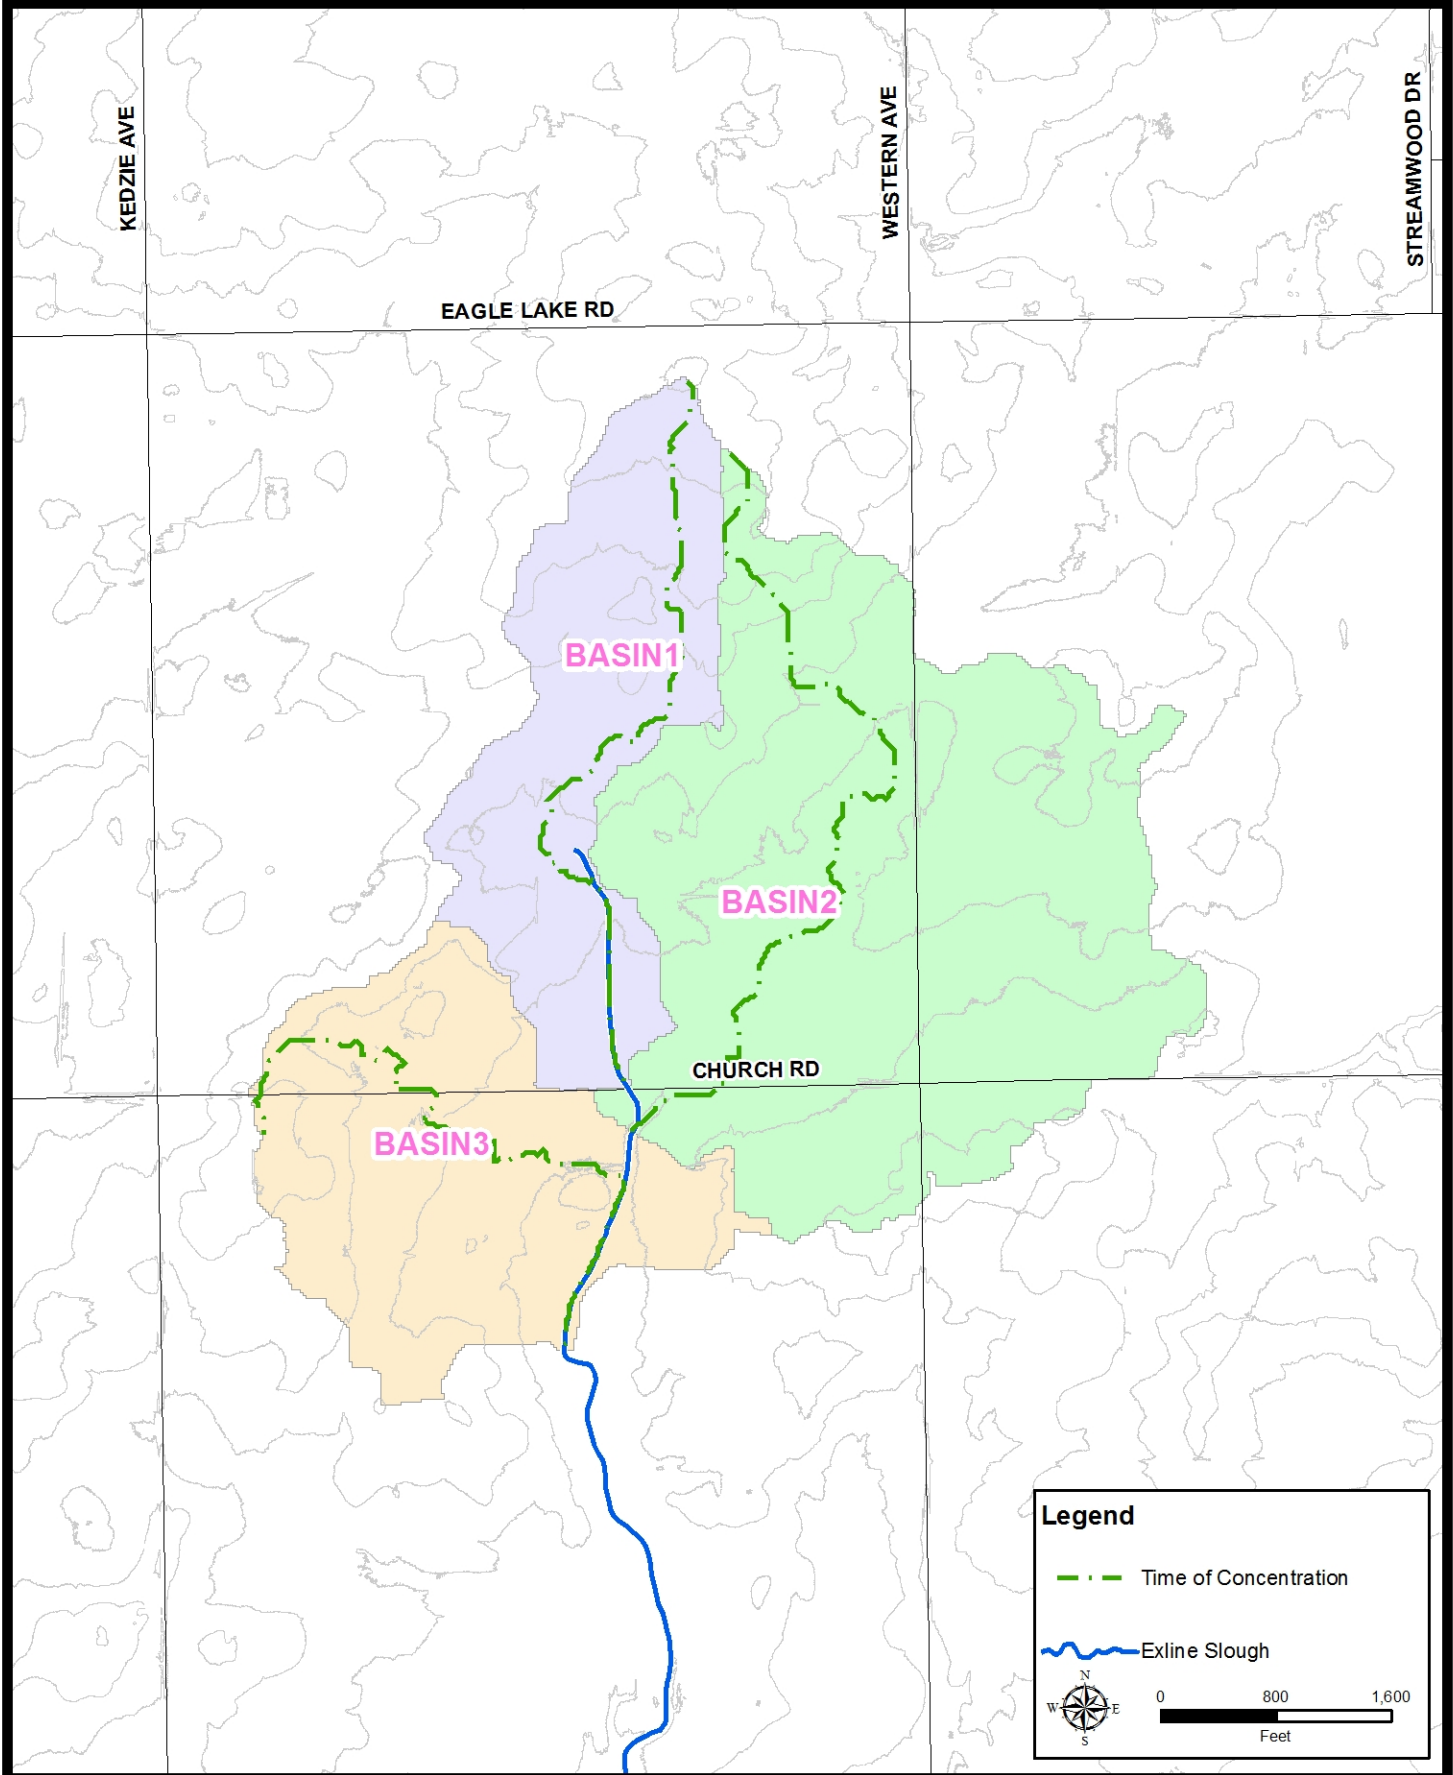 KEDZIE AVE
WESTERN AVE
STREAMWOOD DR
EAGLE LAKE RD
BASIN1
BASIN2
CHURCH RD
BASIN3
Legend
Time of Concentration
Exline Slough
N
W E
S
0 800 1,600
Feet